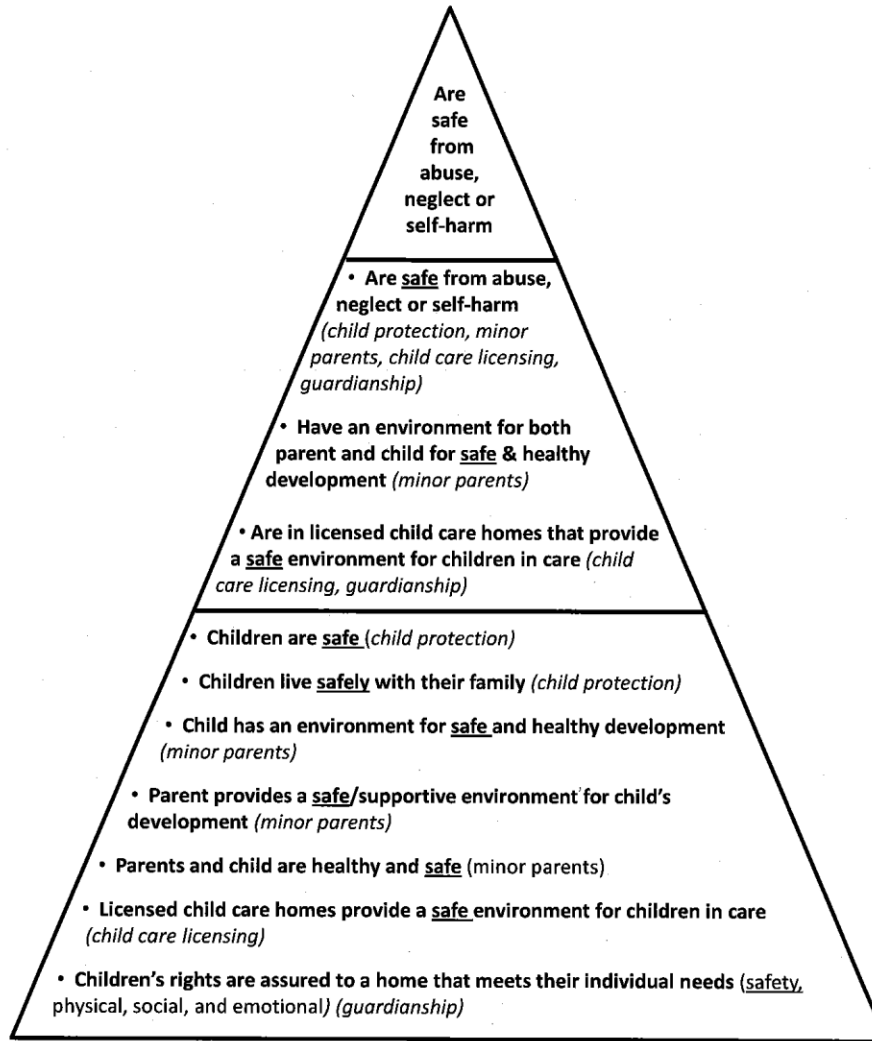 Are
safe
from
abuse,
neglect or
self-harm
• Are safe from abuse,
neglect or self-harm
(child protection, minor
parents, child care licensing,
guardianship)
• Have an environment for both
parent and child for safe & healthy
development (minor parents)
• Are in licensed child care homes that provide
a safe environment for children in care (child
care licensing, guardianship)
• Children are safe (child protection)
• Children live safely with their family (child protection)
• Child has an environment for safe and healthy development
(minor parents)
• Parent provides a safe/supportive environment for child's
development (minor parents)
• Parents and child are healthy and safe (minor parents)
• Licensed child care homes provide a safe environment for children in care
(child care licensing)
• Children's rights are assured to a home that meets their individual needs (safety,
physical, social, and emotional) (guardianship)